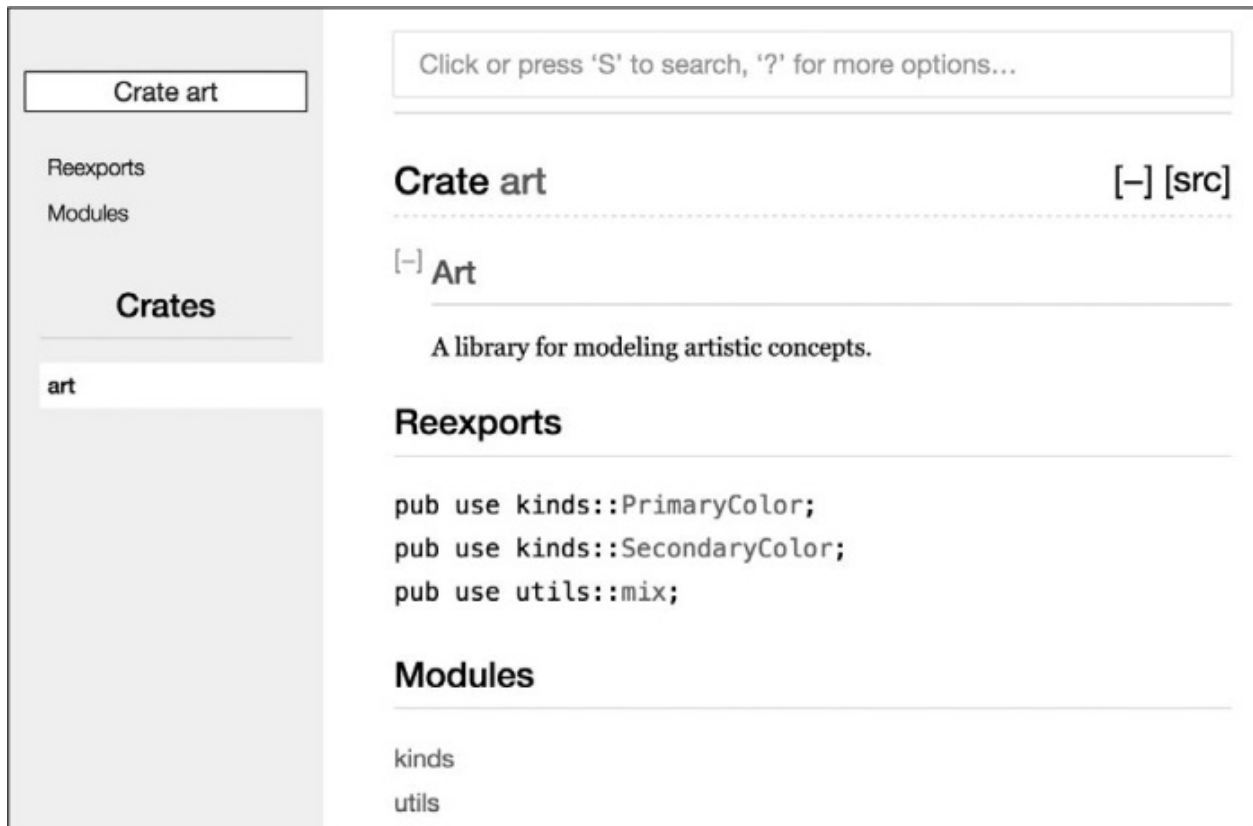 Crate art
Reexports
Modules
Crates
art
Click or press ‘S’ to search, ‘?’ for more options…
Crate art
[−] [src]
[−] Art
A library for modeling artistic concepts.
Reexports
pub use kinds::PrimaryColor;
pub use kinds::SecondaryColor;
pub use utils::mix;
Modules
kinds
utils